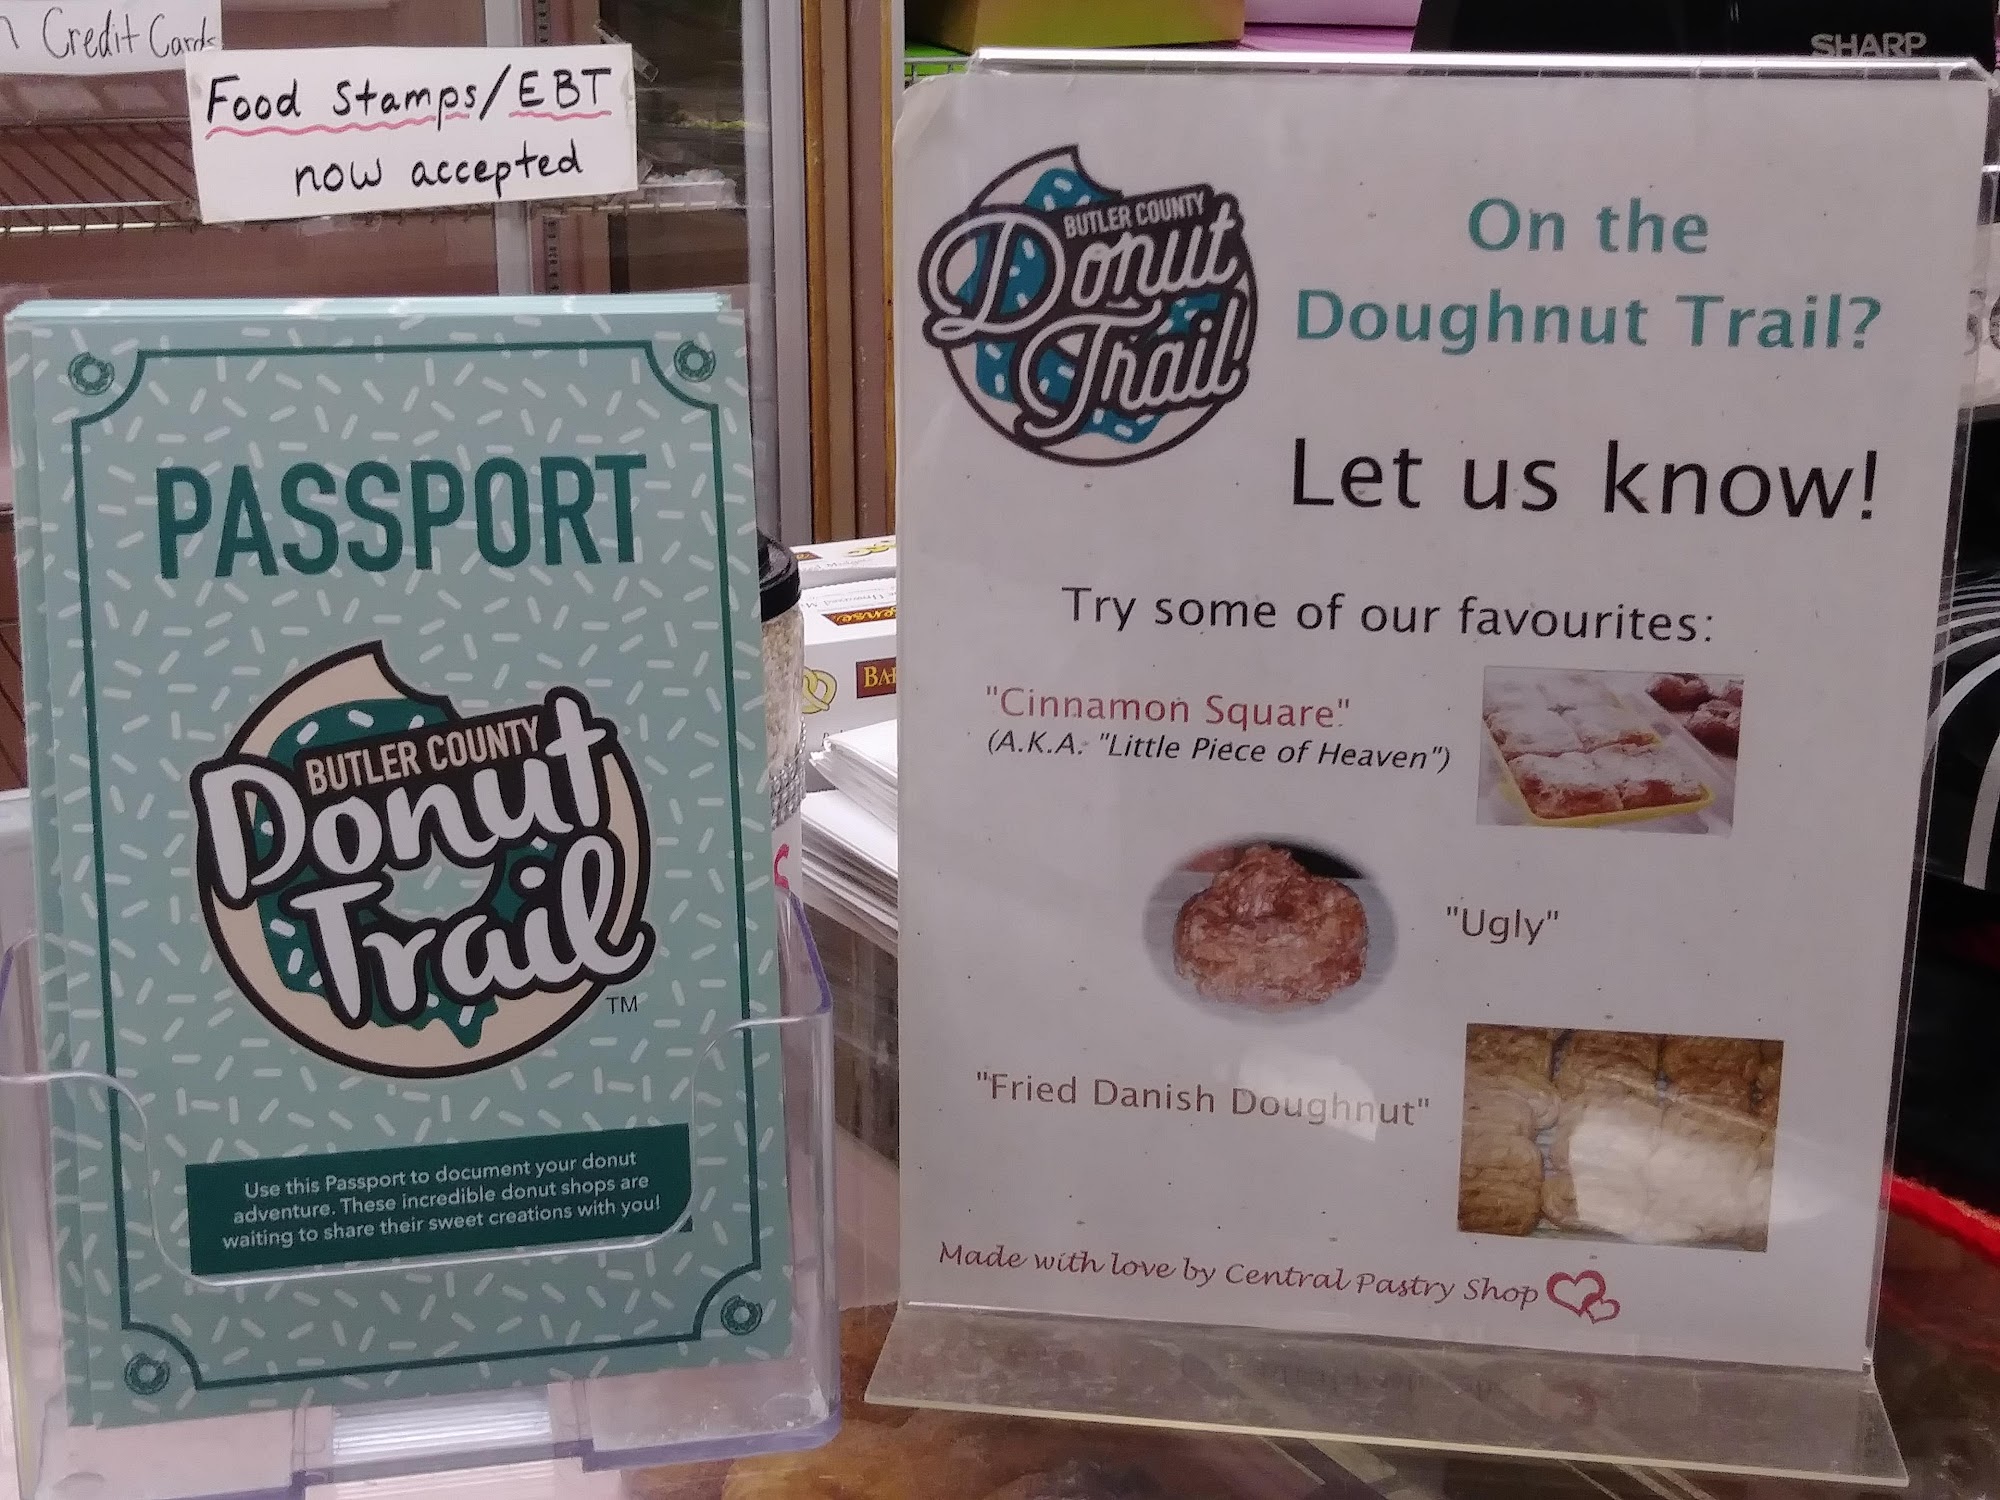 Credit Cards
Food Stamps/EBT
now accepted
SHARP
PASSPORT
BUTLER COUNTY
Donut
Trail
TM
Use this Passport to document your donut
adventure. These incredible donut shops are
waiting to share their sweet creations with you!
BUTLER COUNTY
Donut
Trail
On the
Doughnut Trail?
Let us know!
Try some of our favourites:
"Cinnamon Square"
(A.K.A. "Little Piece of Heaven")
"Ugly"
"Fried Danish Doughnut"
Made with love by Central Pastry Shop